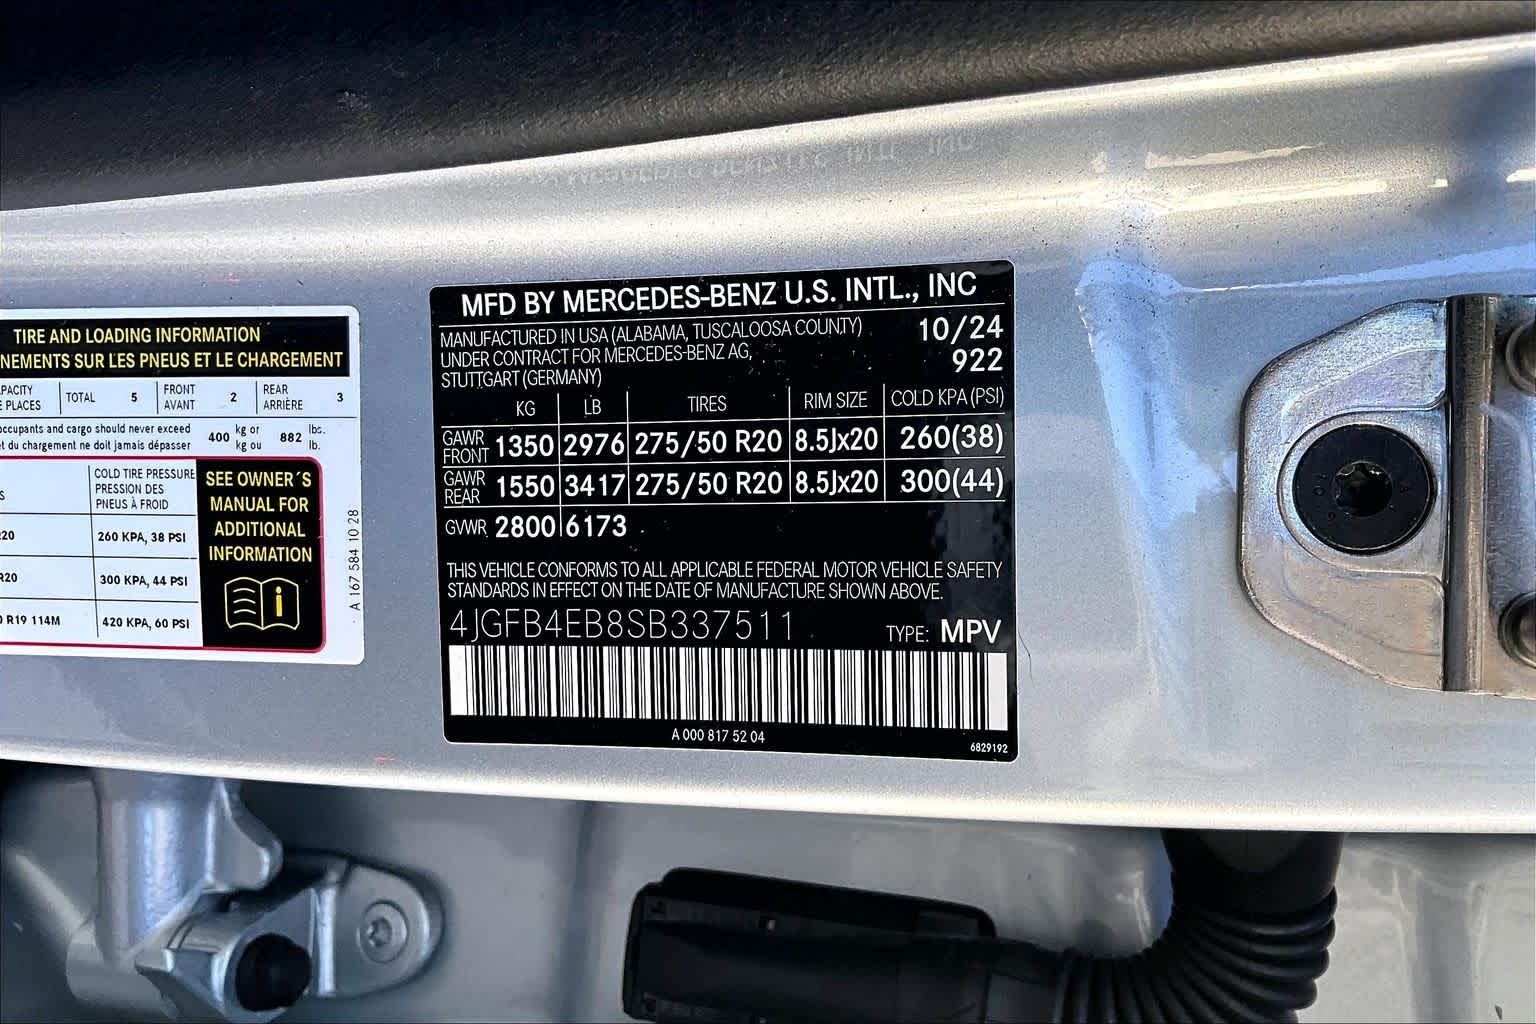 TIRE AND LOADING INFORMATION
NEMENTS SUR LES PNEUS ET LE CHARGEMENT
PACITY
E PLACES
TOTAL 5
FRONT
AVANT
2
REAR
ARRIÈRE
3
occupants and cargo should never exceed
et du chargement ne doit jamais dépasser
400
kg or
kg ou
882
lbs.
lb.
COLD TIRE PRESSURE
PRESSION DES
PNEUS À FROID
S
R20
260 KPA, 38 PSI
R20
300 KPA, 44 PSI
0 R19 114M
420 KPA, 60 PSI
SEE OWNER´S
MANUAL FOR
ADDITIONAL
INFORMATION
i
A 167 584 10 28
MFD BY MERCEDES-BENZ U.S. INTL., INC
MANUFACTURED IN USA (ALABAMA, TUSCALOOSA COUNTY)
UNDER CONTRACT FOR MERCEDES-BENZ AG,
STUTTGART (GERMANY)
10/24
922
KG LB TIRES RIM SIZE COLD KPA (PSI)
GAWR
FRONT
1350 2976 275/50 R20 8.5Jx20 260(38)
GAWR
REAR
1550 3417 275/50 R20 8.5Jx20 300(44)
GVWR 2800 6173
THIS VEHICLE CONFORMS TO ALL APPLICABLE FEDERAL MOTOR VEHICLE SAFETY
STANDARDS IN EFFECT ON THE DATE OF MANUFACTURE SHOWN ABOVE.
4JGFB4EB8SB337511
TYPE: MPV
A 000 817 52 04
6829192